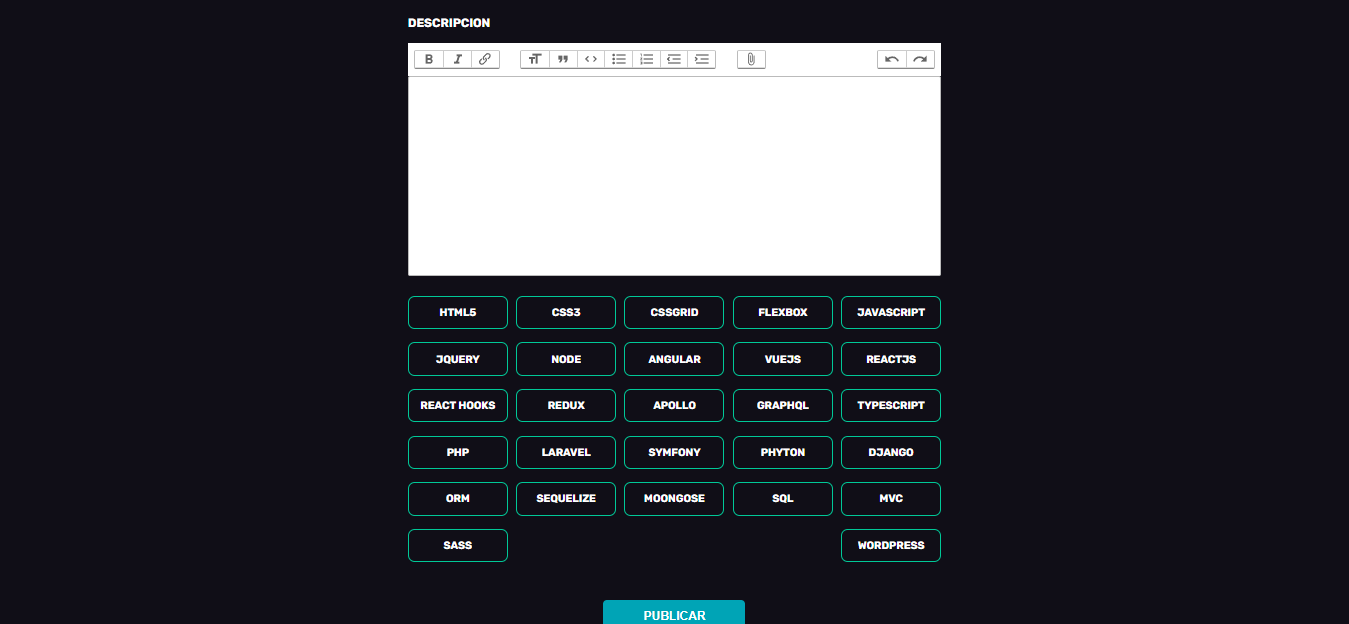 DESCRIPCION
HTML5 CSS3 CSSGRID FLEXBOX JAVASCRIPT
JQUERY NODE ANGULAR VUEJS REACTJS
REACT HOOKS REDUX APOLLO GRAPHQL TYPESCRIPT
PHP LARAVEL SYMFONY PHYTON DJANGO
ORM SEQUELIZE MOONGOSE SQL MVC
SASS WORDPRESS
PUBLICAR